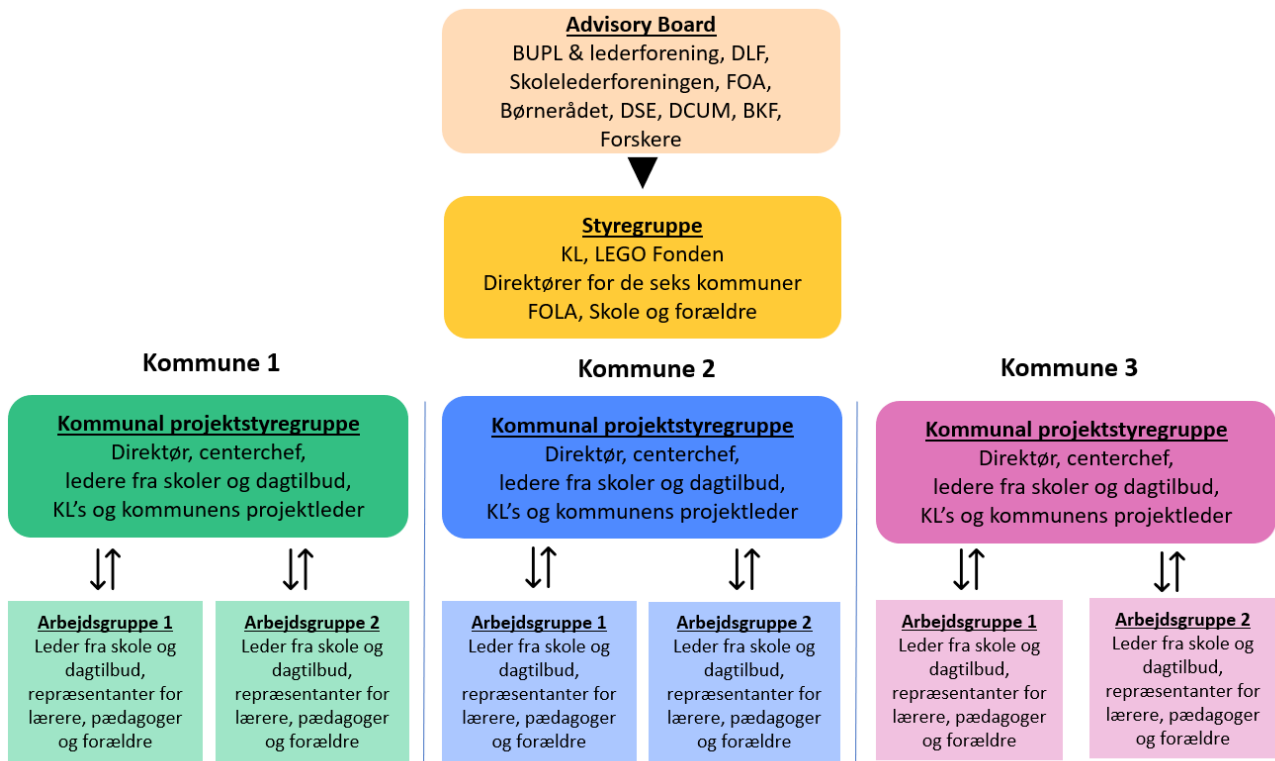 Advisory Board
BUPL & lederforening, DLF,
Skolelederforeningen, FOA,
Børnerådet, DSE, DCUM, BKF,
Forskere
Styregruppe
KL, LEGO Fonden
Direktører for de seks kommuner
FOLA, Skole og forældre
Kommune 1
Kommunal projektstyregruppe
Direktør, centerchef,
ledere fra skoler og dagtilbud,
KL’s og kommunens projektleder
Arbejdsgruppe 1
Leder fra skole og
dagtilbud,
repræsentanter for
lærere, pædagoger
og forældre
Arbejdsgruppe 2
Leder fra skole og
dagtilbud,
repræsentanter for
lærere, pædagoger
og forældre
Kommune 2
Kommunal projektstyregruppe
Direktør, centerchef,
ledere fra skoler og dagtilbud,
KL’s og kommunens projektleder
Arbejdsgruppe 1
Leder fra skole og
dagtilbud,
repræsentanter for
lærere, pædagoger
og forældre
Arbejdsgruppe 2
Leder fra skole og
dagtilbud,
repræsentanter for
lærere, pædagoger
og forældre
Kommune 3
Kommunal projektstyregruppe
Direktør, centerchef,
ledere fra skoler og dagtilbud,
KL’s og kommunens projektleder
Arbejdsgruppe 1
Leder fra skole og
dagtilbud,
repræsentanter for
lærere, pædagoger
og forældre
Arbejdsgruppe 2
Leder fra skole og
dagtilbud,
repræsentanter for
lærere, pædagoger
og forældre